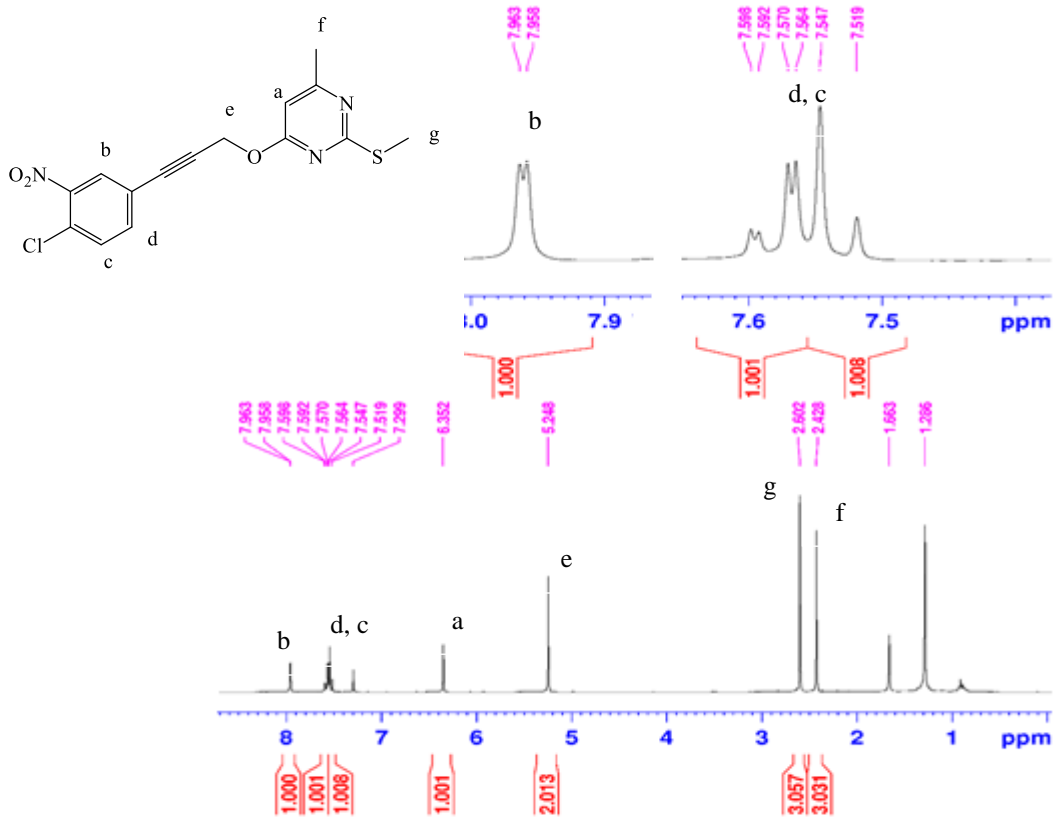 f
a
N
e
g
b
O
N
S
O₂N
d
Cl
c
7.963
7.958
7.598
7.592
7.570
7.564
7.547
7.519
b
d, c
7.9
7.6
7.5
ppm
1.000
1.001
1.008
7.963
7.958
7.598
7.592
7.570
7.564
7.547
7.519
7.299
6.352
5.248
2.602
2.428
1.663
1.286
g
f
e
b
d, c
a
8
7
6
5
4
3
2
1
ppm
1.000
1.001
1.008
1.001
2.013
3.057
3.031